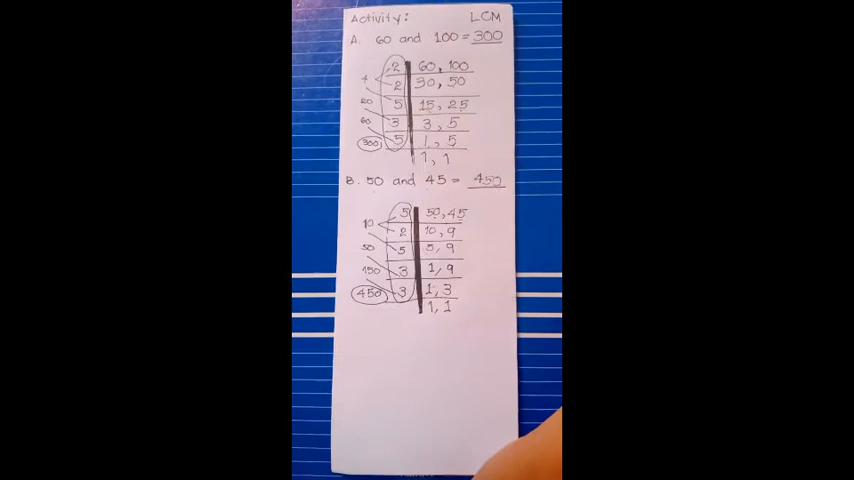 Activity: LCM
A. 60 and 100 = 300
2 60, 100
4 2 30, 50
20 5 15, 25
60 3 3, 5
300 5 1, 5
1, 1
B. 50 and 45 = 450
5 50, 45
10 2 10, 9
50 5 5, 9
150 3 1, 9
450 3 1, 3
1, 1